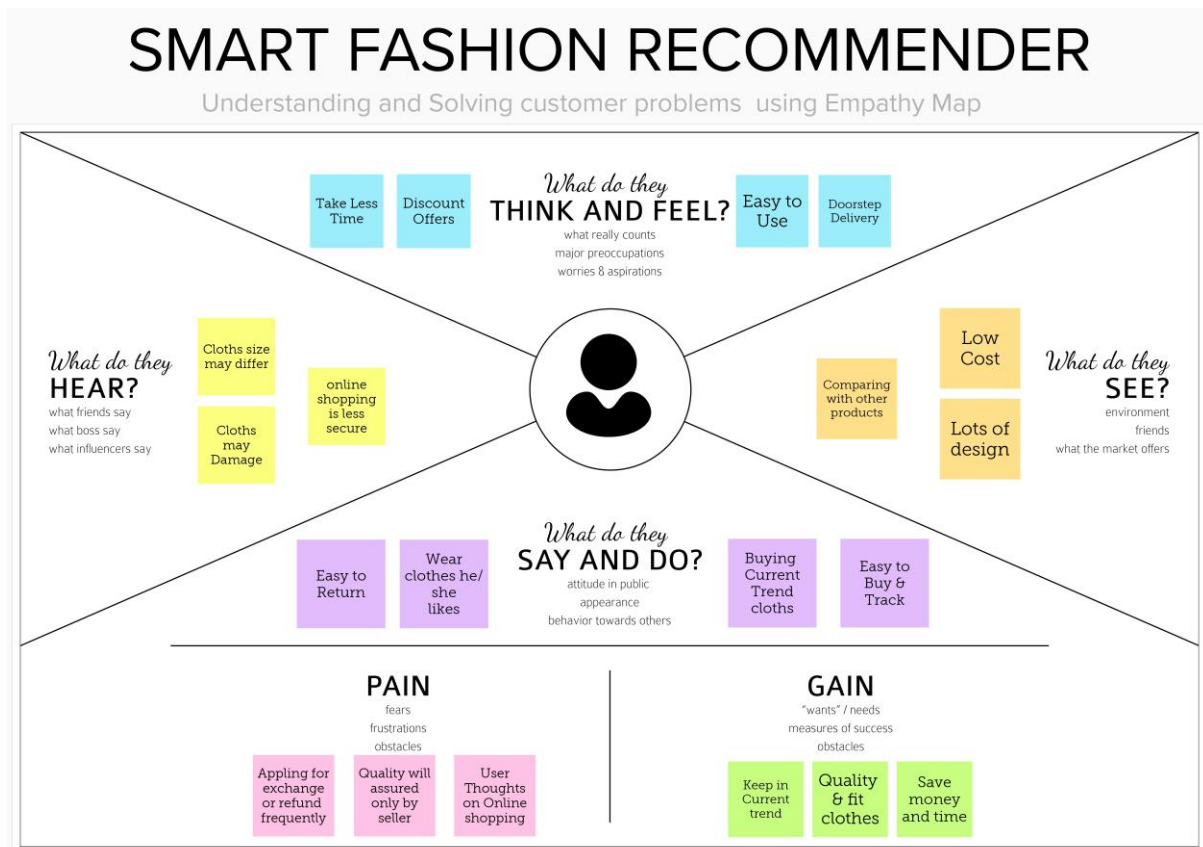 SMART FASHION RECOMMENDER
Understanding and Solving customer problems using Empathy Map
What do they
THINK AND FEEL?
what really counts
major preoccupations
worries & aspirations
Take Less
Time
Discount
Offers
Easy to
Use
Doorstep
Delivery
What do they
HEAR?
what friends say
what boss say
what influencers say
Cloths size
may differ
Cloths
may
Damage
online
shopping
is less
secure
Comparing
with other
products
Low
Cost
Lots of
design
What do they
SEE?
environment
friends
what the market offers
What do they
SAY AND DO?
attitude in public
appearance
behavior towards others
Easy to
Return
Wear
clothes he/
she
likes
Buying
Current
Trend
cloths
Easy to
Buy &
Track
PAIN
fears
frustrations
obstacles
Appling for
exchange
or refund
frequently
Quality will
assured
only by
seller
User
Thoughts
on Online
shopping
GAIN
"wants" / needs
measures of success
obstacles
Keep in
Current
trend
Quality
& fit
clothes
Save
money
and time